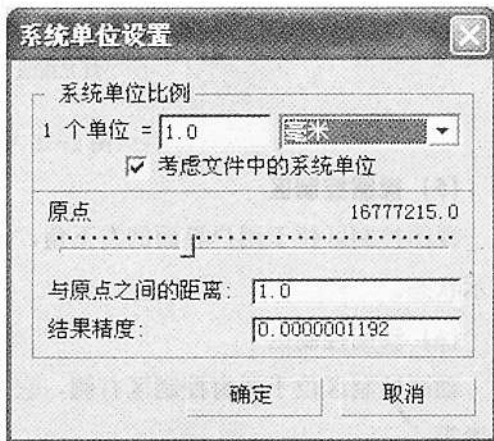 系统单位设置
系统单位比例
1 个单位 = 1.0 毫米
考虑文件中的系统单位
原点 16777215.0
与原点之间的距离: 1.0
结果精度: 0.0000001192
确定 取消